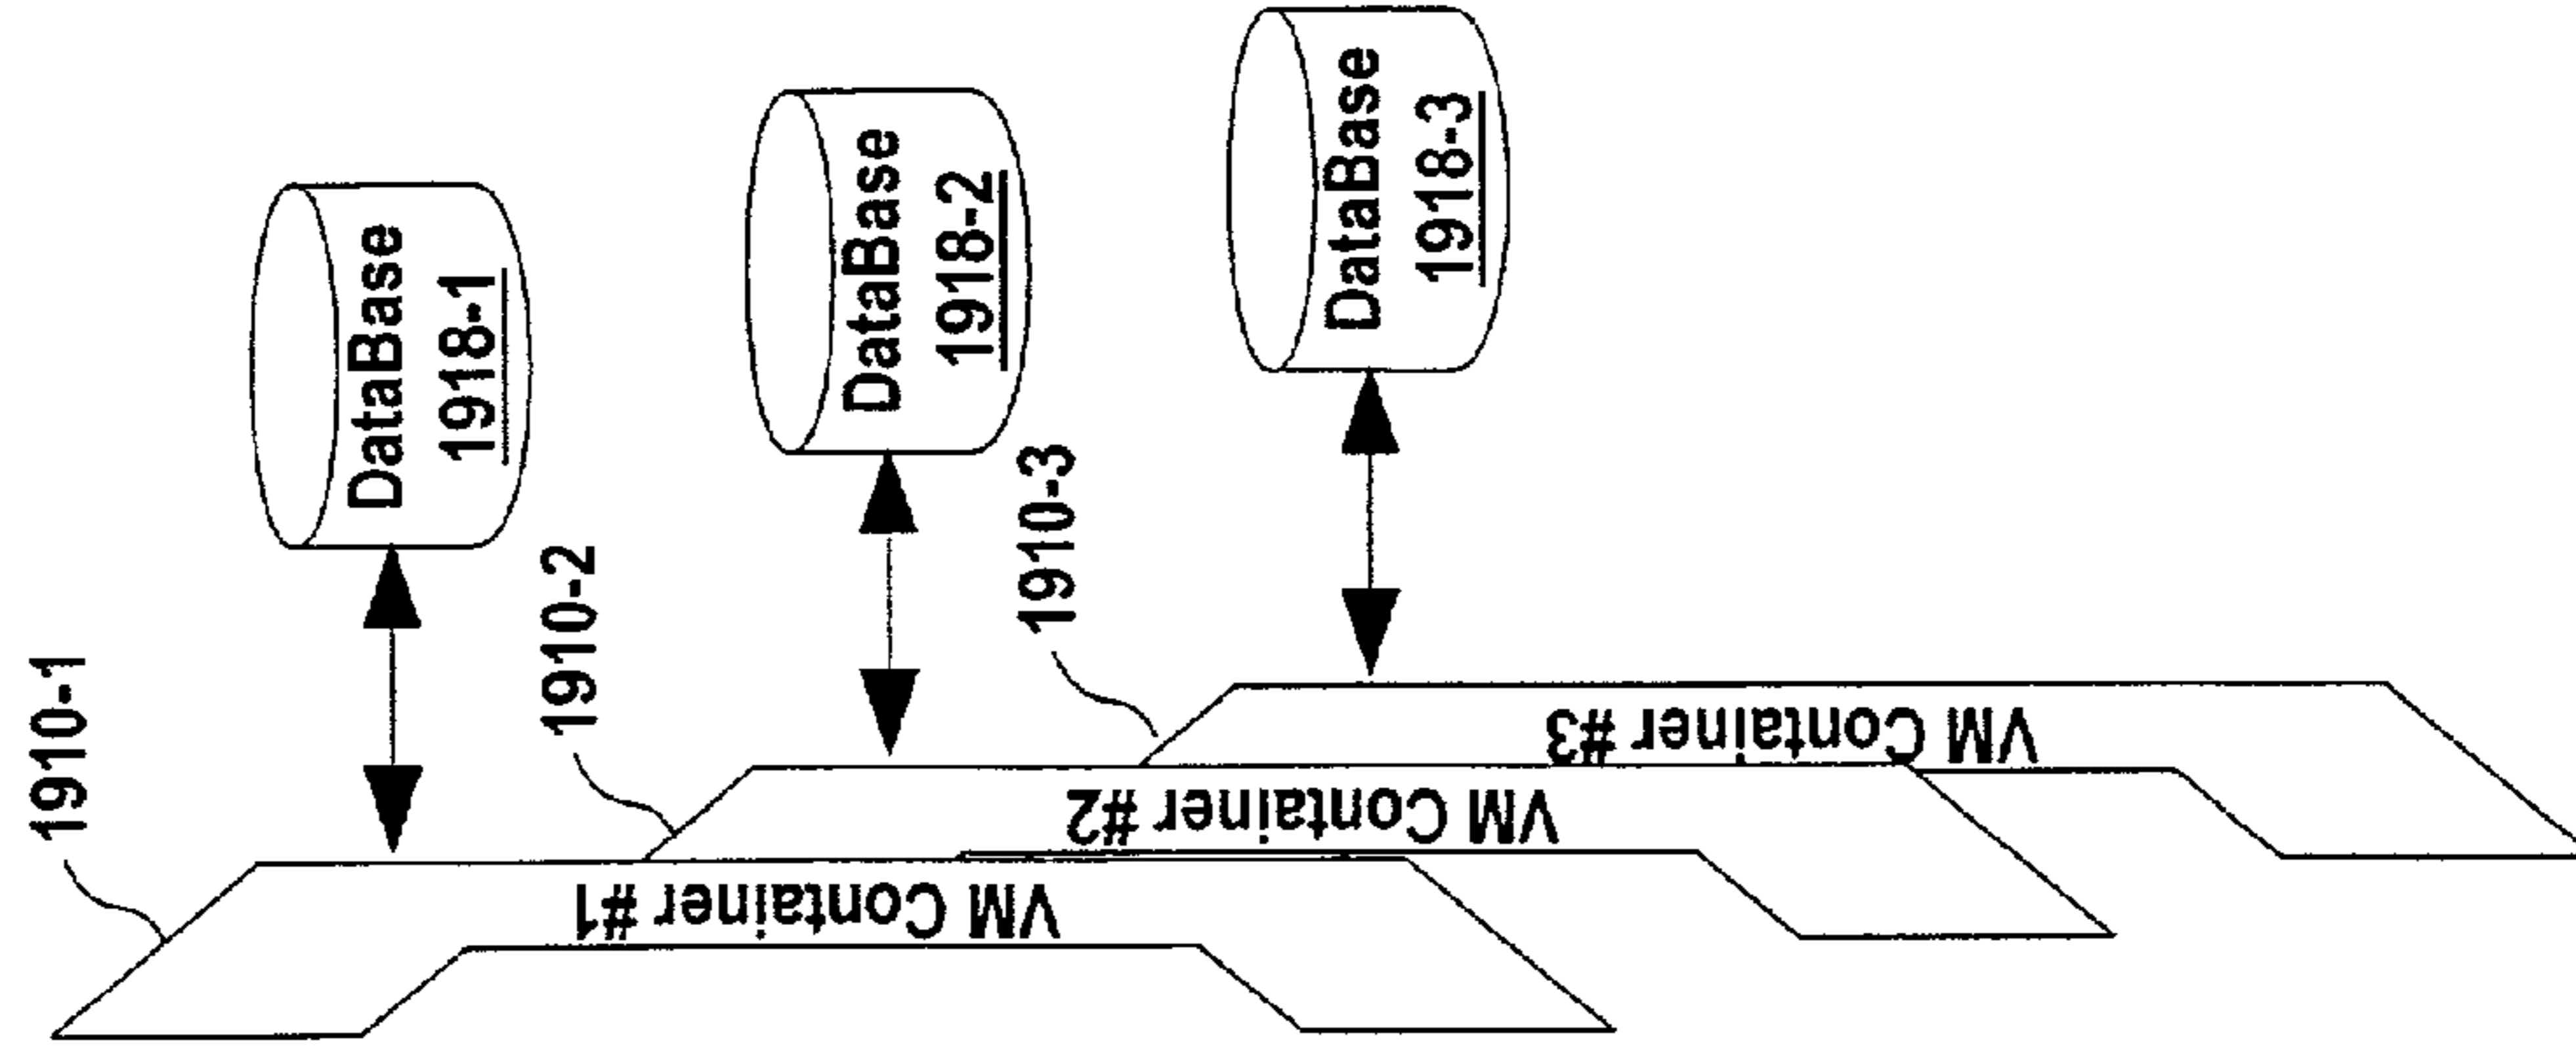 1910-1
DataBase
1918-1
VM Container #1
1910-2
DataBase
1918-2
VM Container #2
1910-3
DataBase
1918-3
VM Container #3